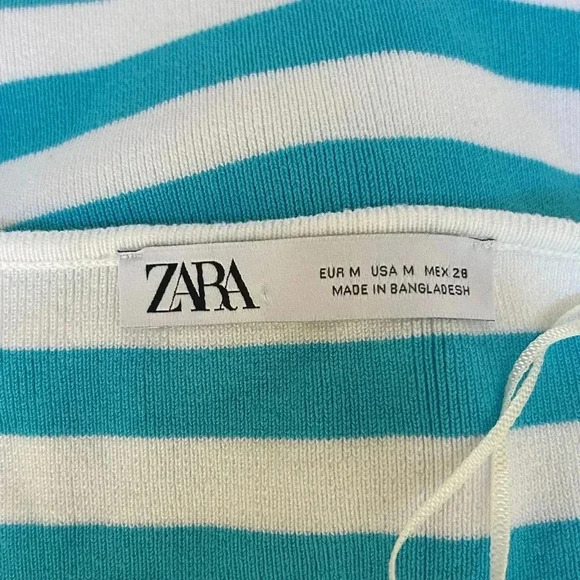 ZARA
EUR M USA M MEX 28
MADE IN BANGLADESH